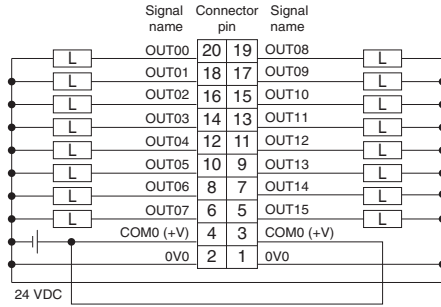 Signal name Connector pin Signal name
L OUT00 20 19 OUT08 L
L OUT01 18 17 OUT09 L
L OUT02 16 15 OUT10 L
L OUT03 14 13 OUT11 L
L OUT04 12 11 OUT12 L
L OUT05 10 9 OUT13 L
L OUT06 8 7 OUT14 L
L OUT07 6 5 OUT15 L
COM0 (+V) 4 3 COM0 (+V)
0V0 2 1 0V0
24 VDC